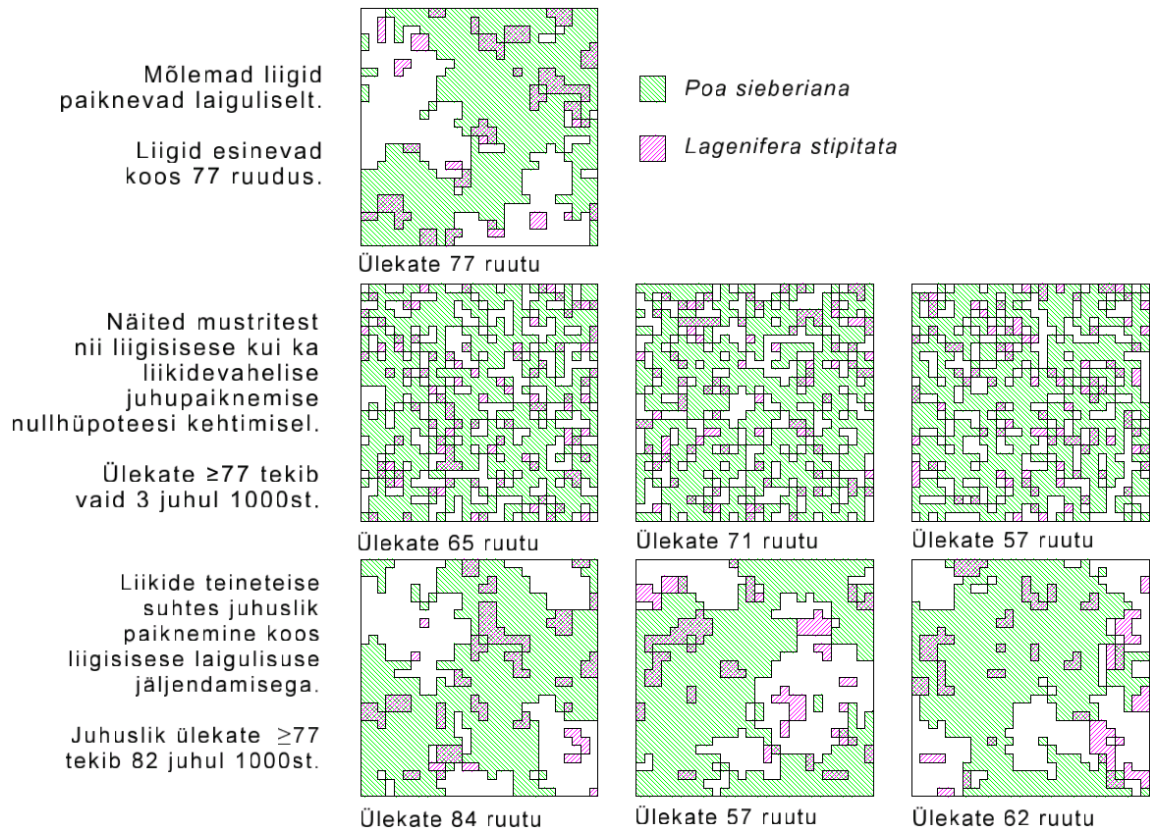 Mõlemad liigid
paiknevad laiguliselt.
Liigid esinevad
koos 77 ruudus.
Poa sieberiana
Lagenifera stipitata
Ülekate 77 ruutu
Näited mustritest
nii liigisisese kui ka
liikidevahelise
juhupaiknemise
nullhüpoteesi kehtimisel.
Ülekate ≥77 tekib
vaid 3 juhul 1000st.
Ülekate 65 ruutu
Ülekate 71 ruutu
Ülekate 57 ruutu
Liikide teineteise
suhtes juhuslik
paiknemine koos
liigisisese laigulisuse
jäljendamisega.
Juhuslik ülekate ≥77
tekib 82 juhul 1000st.
Ülekate 84 ruutu
Ülekate 57 ruutu
Ülekate 62 ruutu